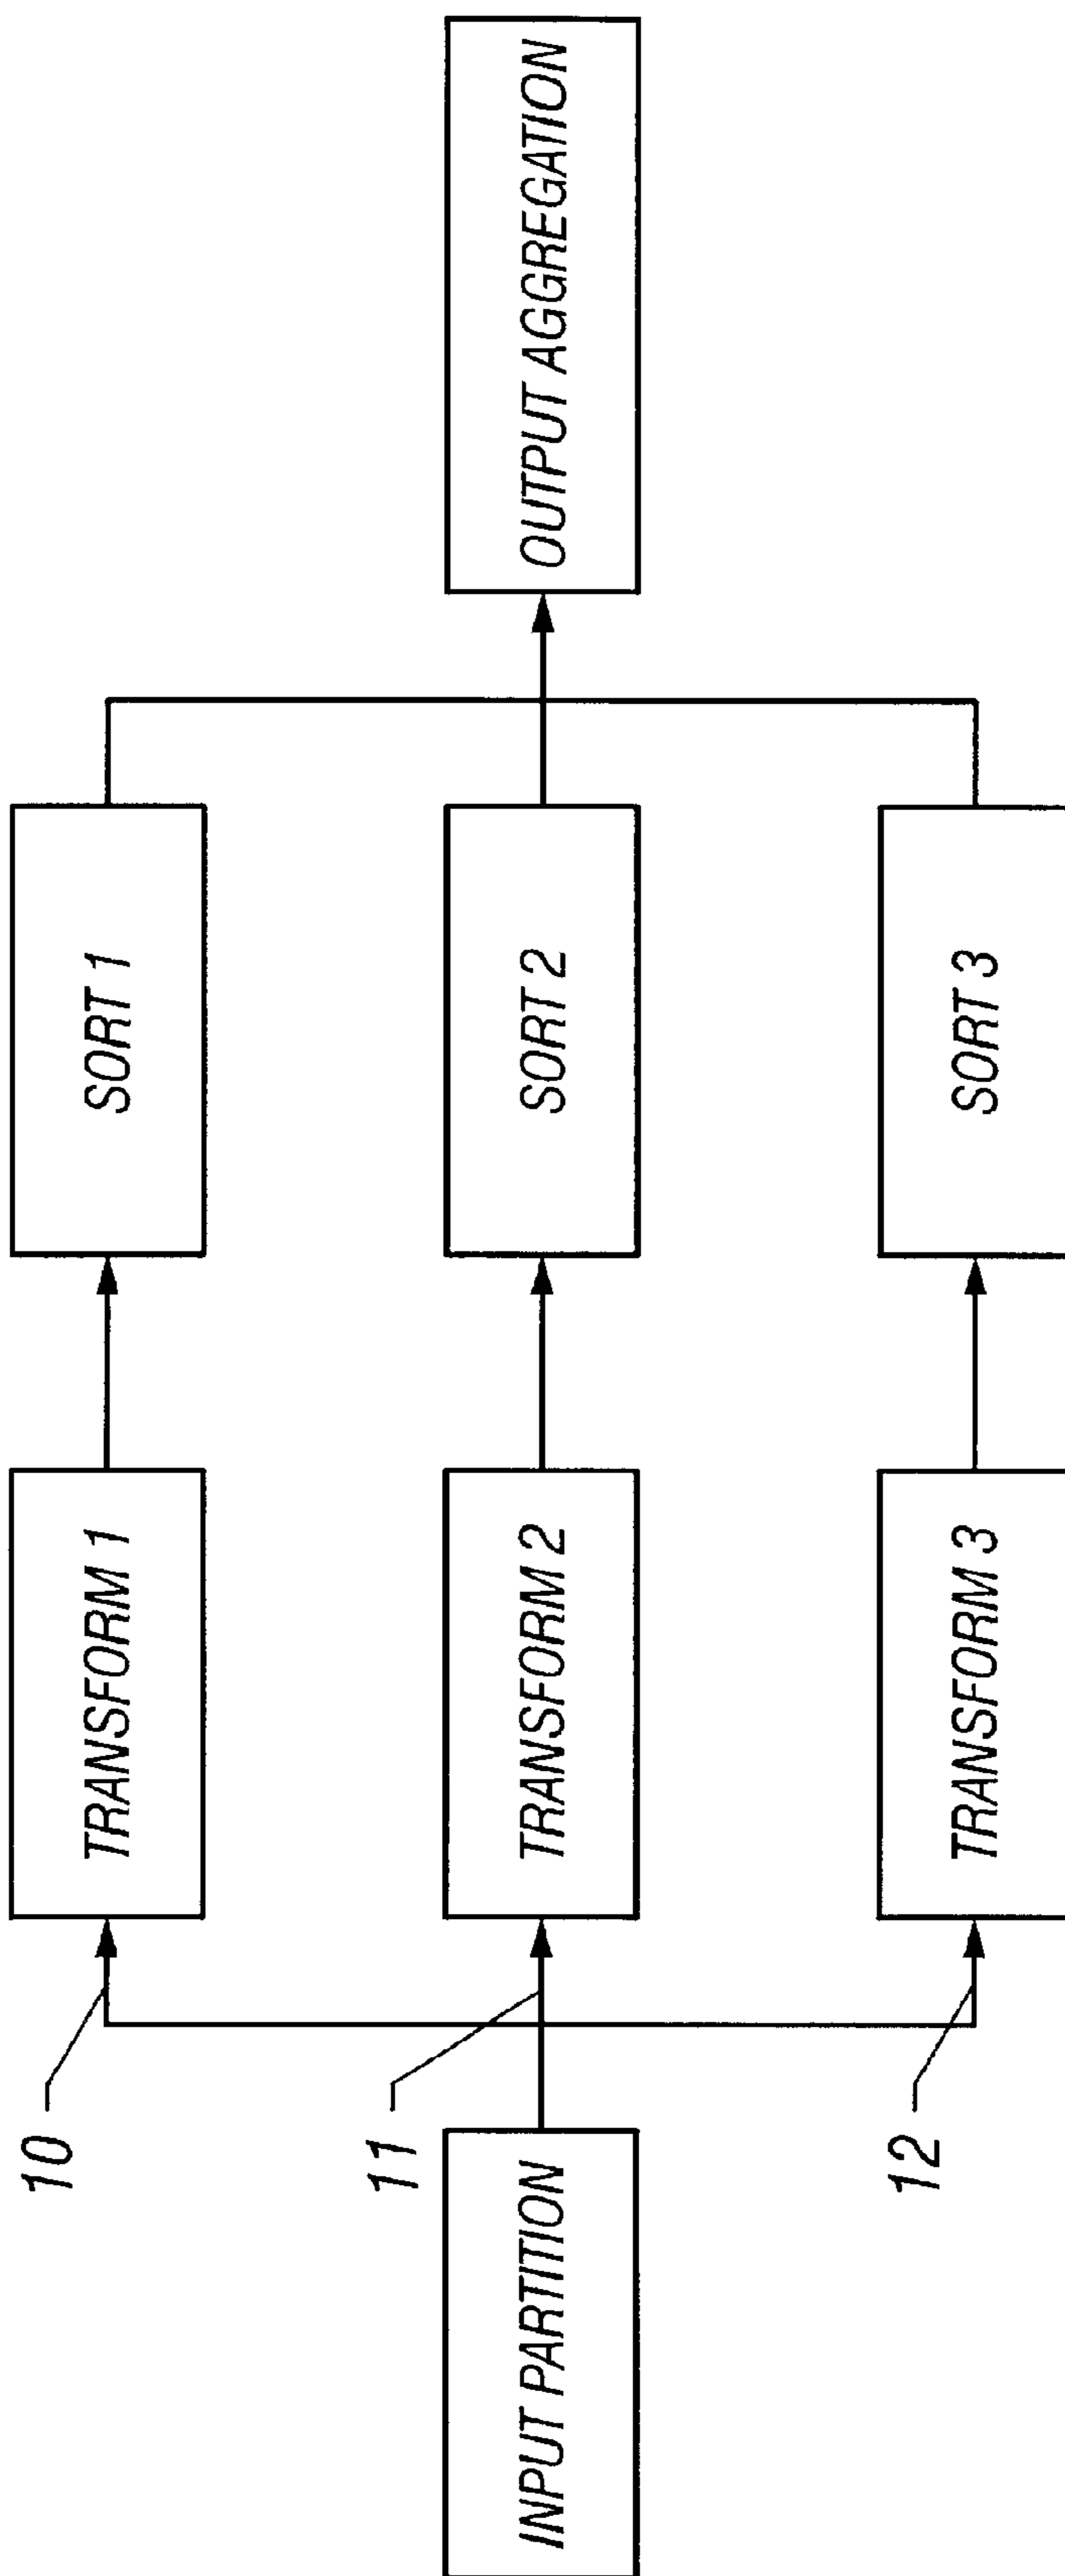 10
TRANSFORM 1
SORT 1
INPUT PARTITION
11
TRANSFORM 2
SORT 2
OUTPUT AGGREGATION
12
TRANSFORM 3
SORT 3